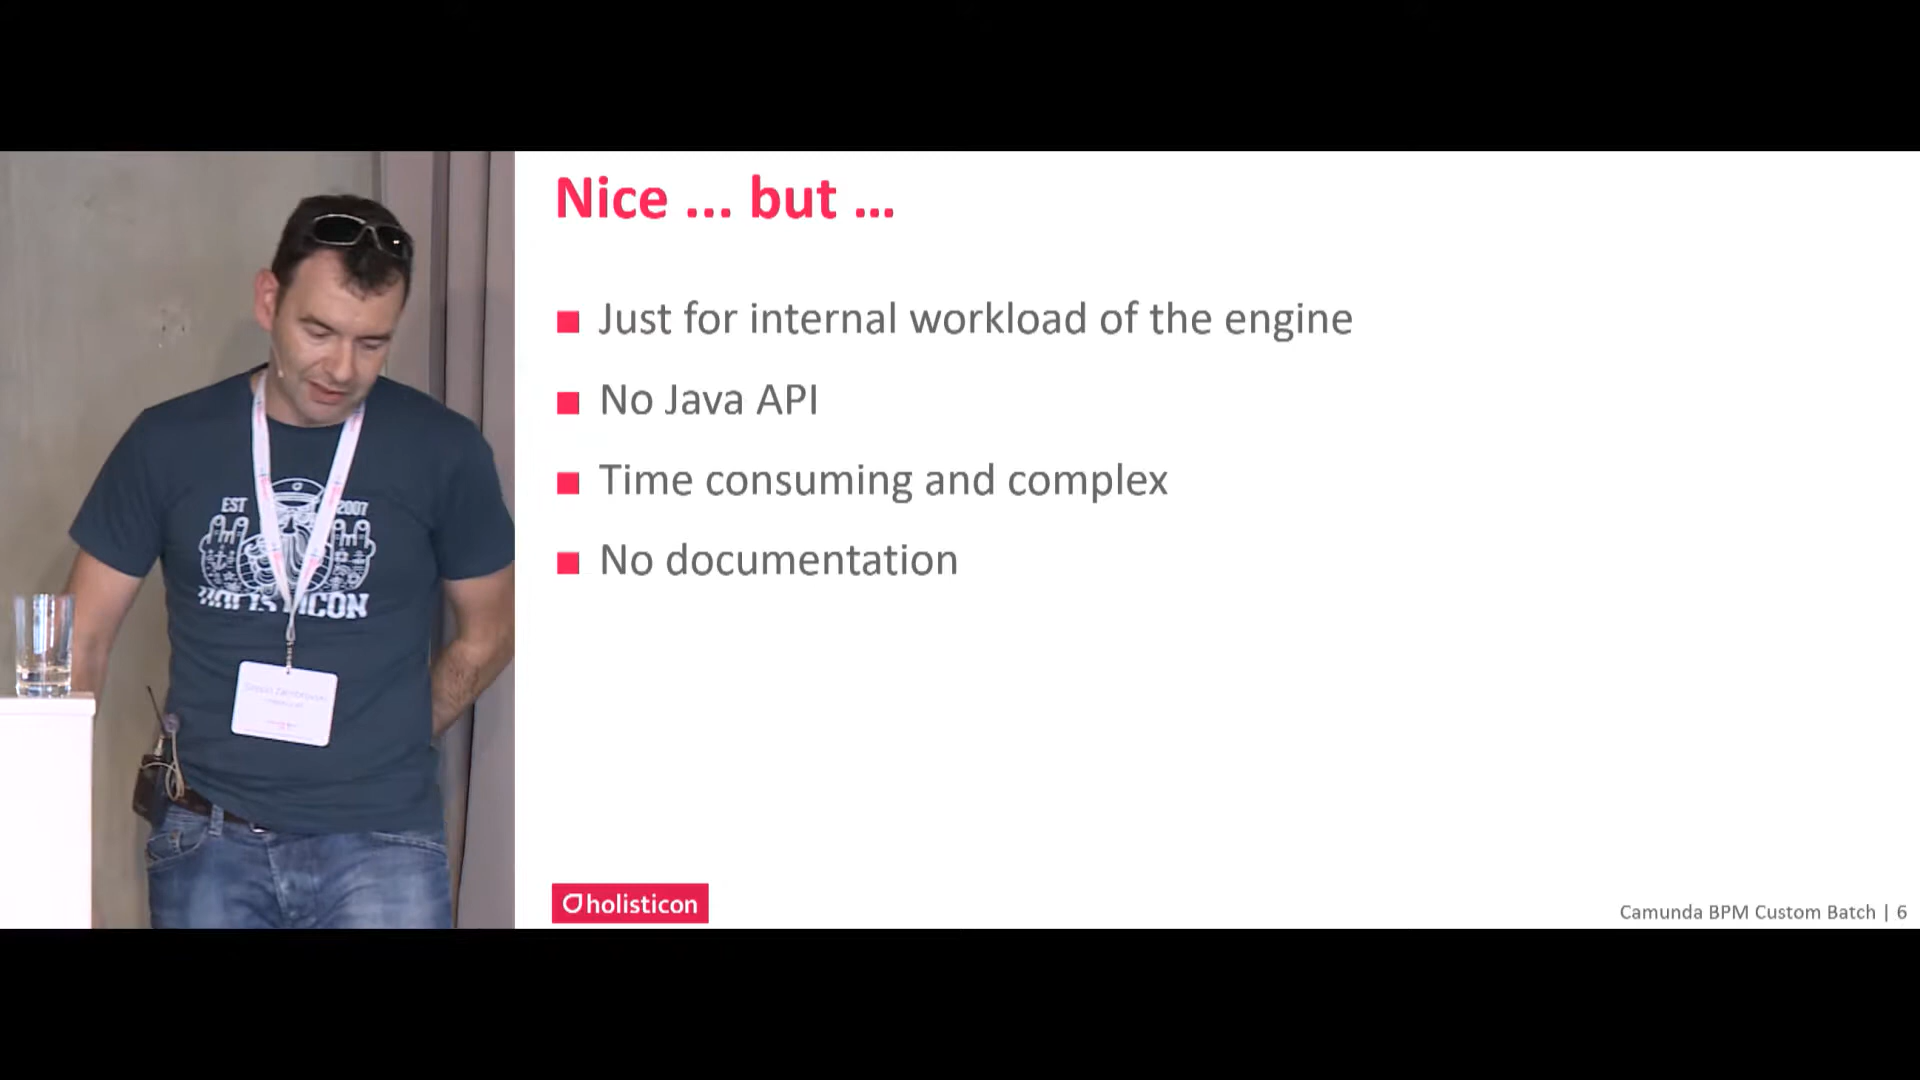 Nice ... but ...
Just for internal workload of the engine
No Java API
Time consuming and complex
No documentation
holisticon
Camunda BPM Custom Batch | 6
EST 2007